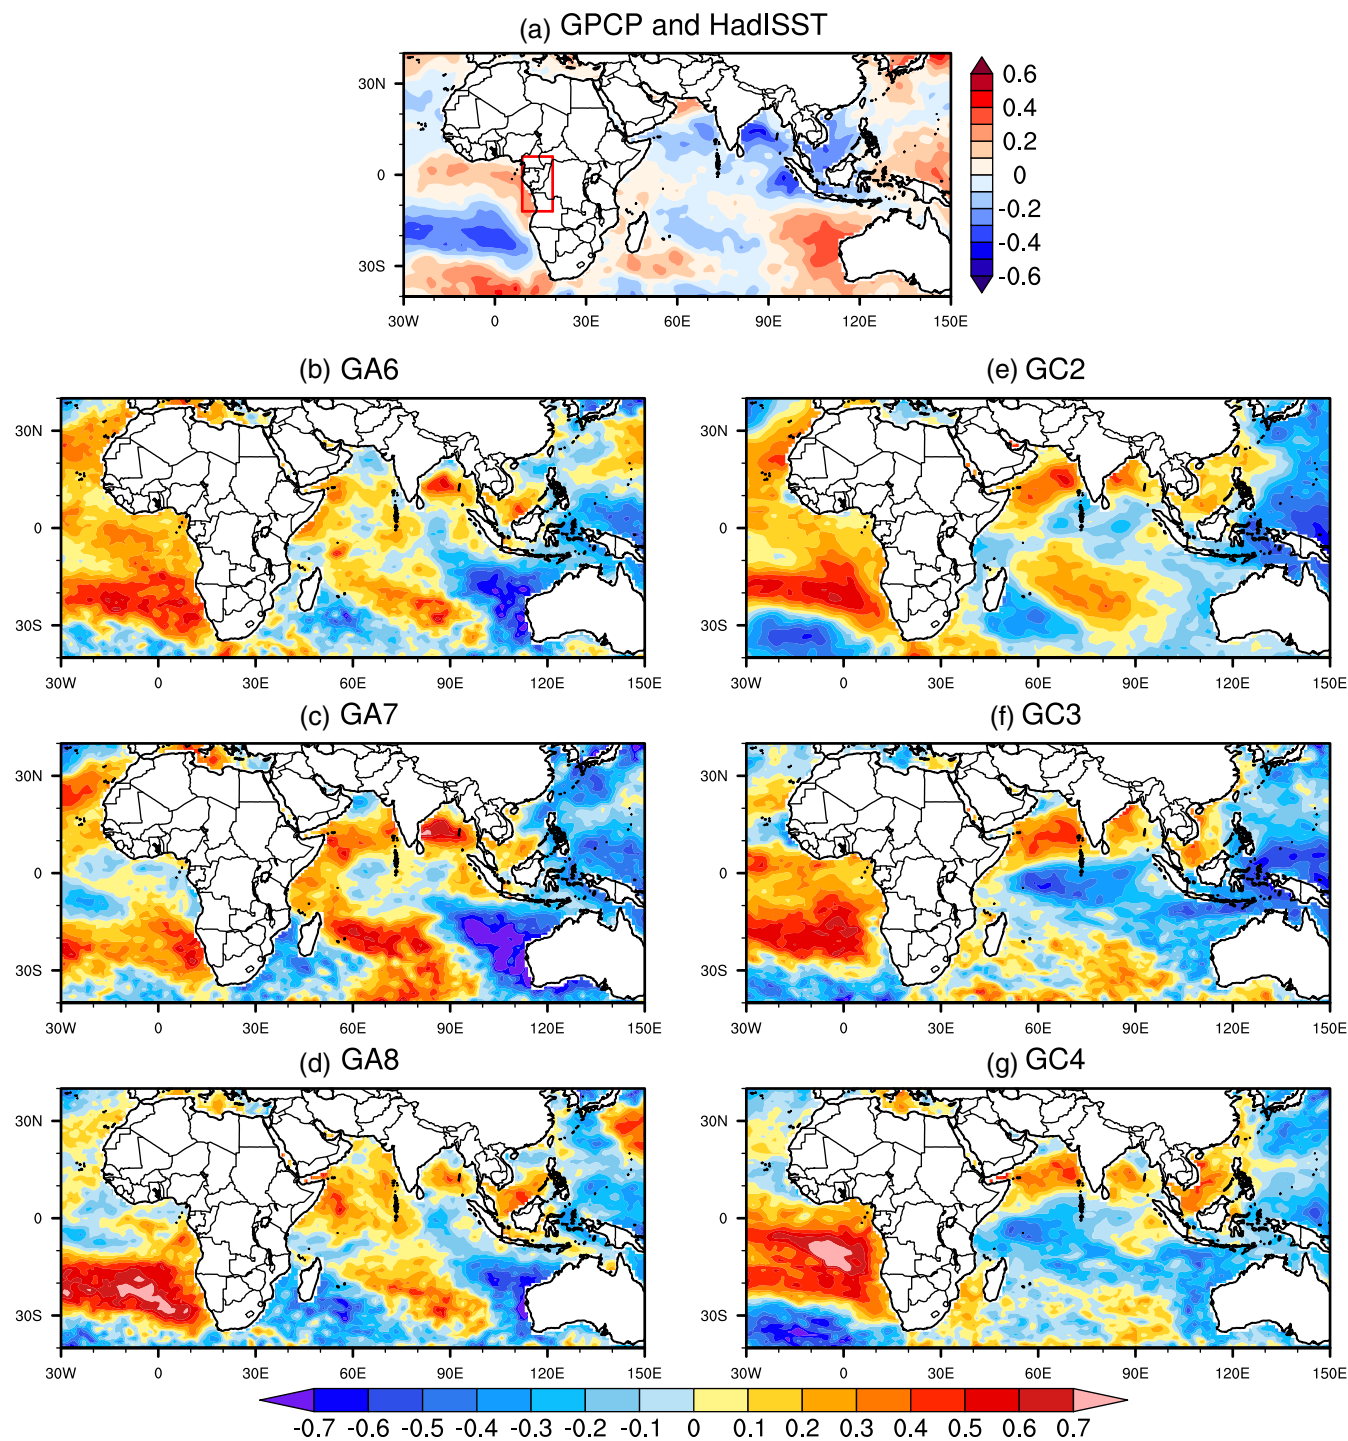 (a) GPCP and HadISST
30N
0
30S
30W 0 30E 60E 90E 120E 150E
0.6
0.4
0.2
0
-0.2
-0.4
-0.6
(b) GA6
30N
0
30S
30W 0 30E 60E 90E 120E 150E
(e) GC2
30N
0
30S
30W 0 30E 60E 90E 120E 150E
(c) GA7
30N
0
30S
30W 0 30E 60E 90E 120E 150E
(f) GC3
30N
0
30S
30W 0 30E 60E 90E 120E 150E
(d) GA8
30N
0
30S
30W 0 30E 60E 90E 120E 150E
(g) GC4
30N
0
30S
30W 0 30E 60E 90E 120E 150E
-0.7 -0.6 -0.5 -0.4 -0.3 -0.2 -0.1 0 0.1 0.2 0.3 0.4 0.5 0.6 0.7